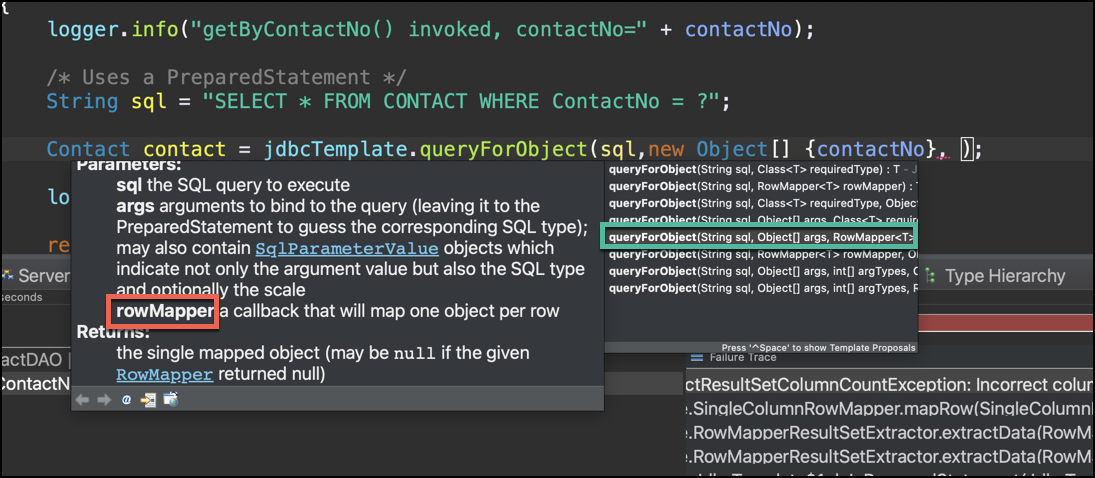 {
logger.info("getByContactNo() invoked, contactNo=" + contactNo);
/* Uses a PreparedStatement */
String sql = "SELECT * FROM CONTACT WHERE ContactNo = ?";
Contact contact = jdbcTemplate.queryForObject(sql,new Object[] {contactNo}, );
Parameters:
sql the SQL query to execute
args arguments to bind to the query (leaving it to the
PreparedStatement to guess the corresponding SQL type);
may also contain SqlParameterValue objects which
indicate not only the argument value but also the SQL type
and optionally the scale
rowMapper a callback that will map one object per row
Returns:
the single mapped object (may be null if the given
RowMapper returned null)
queryForObject(String sql, Class<T> requiredType) : T - J
queryForObject(String sql, RowMapper<T> rowMapper) : T
queryForObject(String sql, Class<T> requiredType, Object
queryForObject(String sql, Object[] args, Class<T> require
queryForObject(String sql, Object[] args, RowMapper<T>
queryForObject(String sql, RowMapper<T> rowMapper, O
queryForObject(String sql, Object[] args, int[] argTypes, C
queryForObject(String sql, Object[] args, int[] argTypes, R
Press '^Space' to show Template Proposals
lo
re
Server
seconds
actDAO
ContactN
Type Hierarchy
Failure Trace
ctResultSetColumnCountException: Incorrect colum
e.SingleColumnRowMapper.mapRow(SingleColumn
e.RowMapperResultSetExtractor.extractData(RowMa
e.RowMapperResultSetExtractor.extractData(RowMa